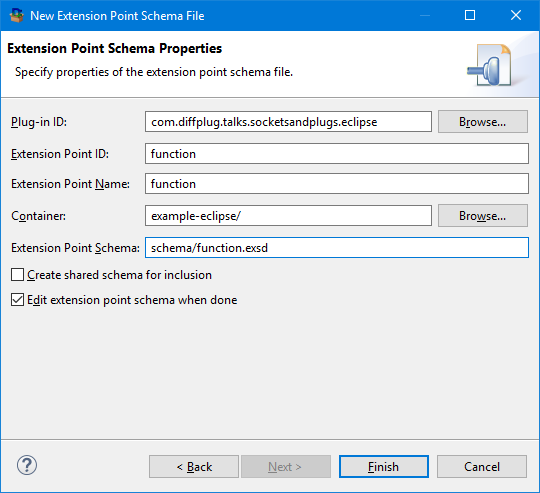 New Extension Point Schema File
Extension Point Schema Properties
Specify properties of the extension point schema file.
Plug-in ID: com.diffplug.talks.socketsandplugs.eclipse Browse...
Extension Point ID: function
Extension Point Name: function
Container: example-eclipse/ Browse...
Extension Point Schema: schema/function.exsd
Create shared schema for inclusion
Edit extension point schema when done
? < Back Next > Finish Cancel